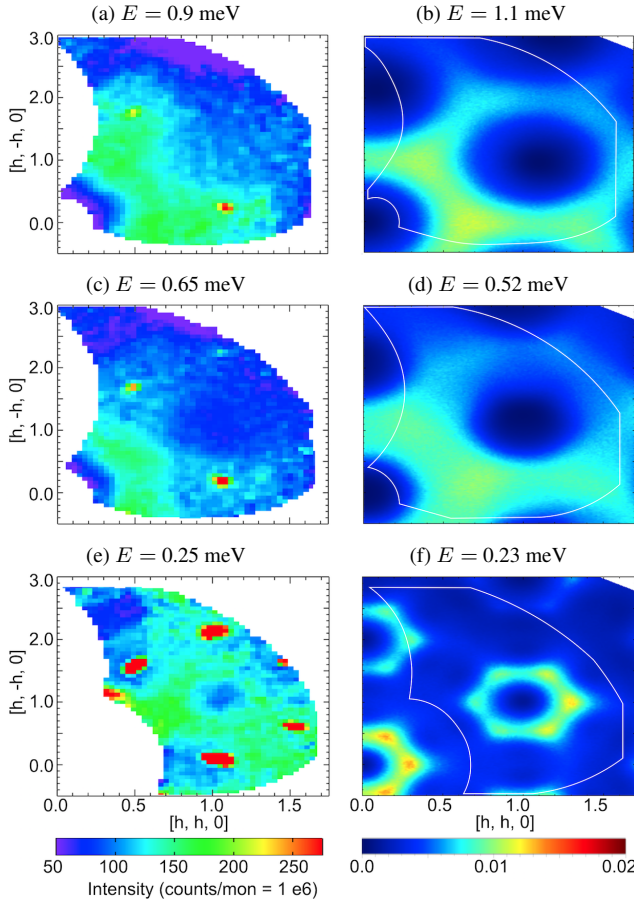 (a) E = 0.9 meV
(b) E = 1.1 meV
3.0
2.0
1.0
0.0
[h, -h, 0]
(c) E = 0.65 meV
(d) E = 0.52 meV
3.0
2.0
1.0
0.0
[h, -h, 0]
(e) E = 0.25 meV
(f) E = 0.23 meV
3.0
2.0
1.0
0.0
[h, -h, 0]
0.0 0.5 1.0 1.5
0.0 0.5 1.0 1.5
[h, h, 0]
[h, h, 0]
50 100 150 200 250
0.0 0.01 0.02
Intensity (counts/mon = 1 e6)